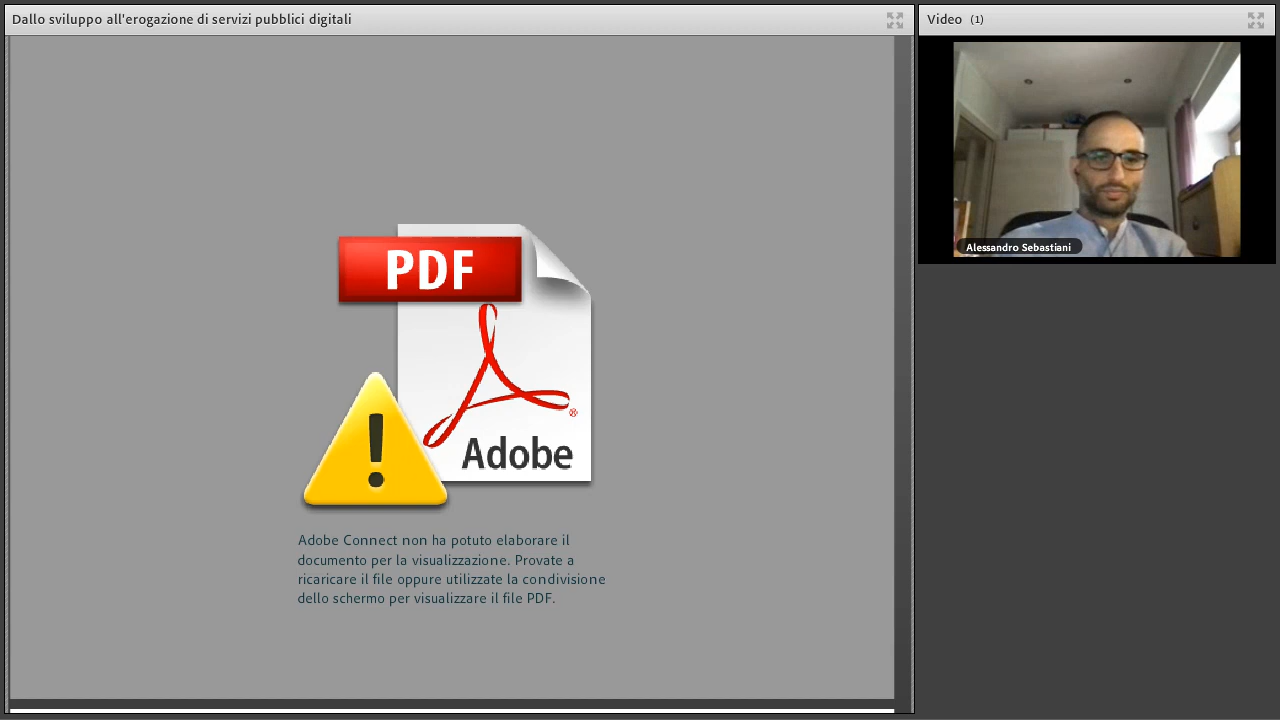 Dallo sviluppo all'erogazione di servizi pubblici digitali
Video (1)
Alessandro Sebastiani
PDF
Adobe
Adobe Connect non ha potuto elaborare il
documento per la visualizzazione. Provate a
ricaricare il file oppure utilizzate la condivisione
dello schermo per visualizzare il file PDF.